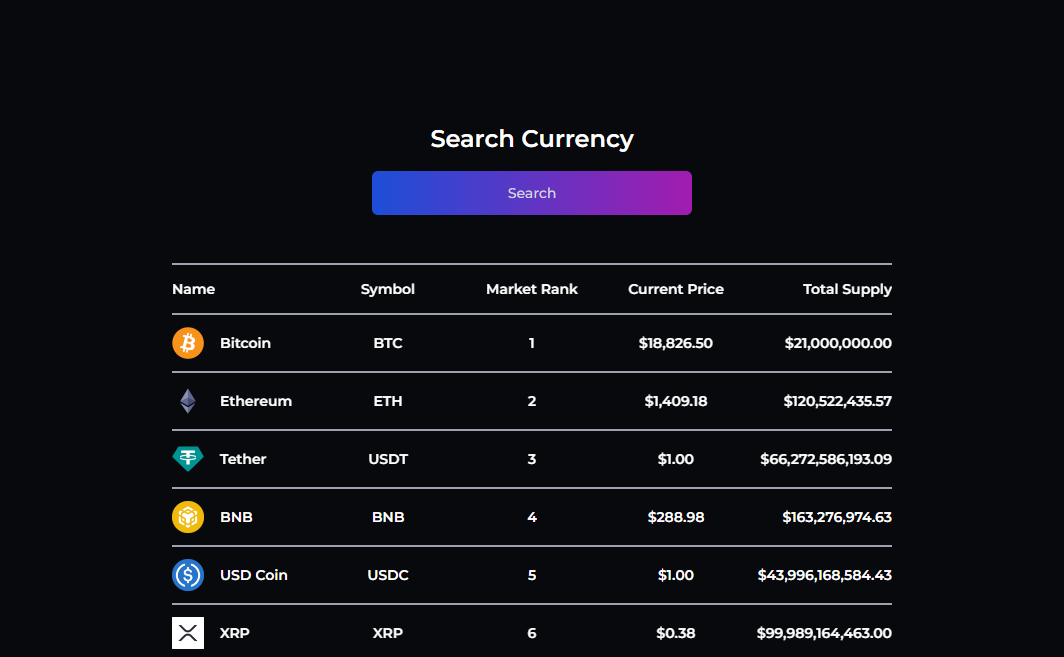 Search Currency
Search
Name Symbol Market Rank Current Price Total Supply
Bitcoin BTC 1 $18,826.50 $21,000,000.00
Ethereum ETH 2 $1,409.18 $120,522,435.57
Tether USDT 3 $1.00 $66,272,586,193.09
BNB BNB 4 $288.98 $163,276,974.63
USD Coin USDC 5 $1.00 $43,996,168,584.43
XRP XRP 6 $0.38 $99,989,164,463.00